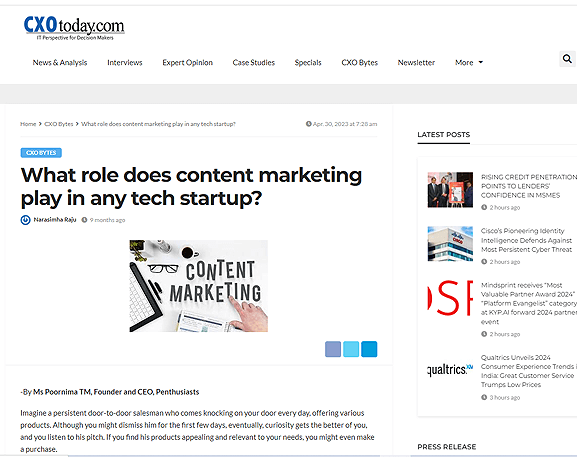 CXOtoday.com
IT Perspective for Decision Makers
News & Analysis
Interviews
Expert Opinion
Case Studies
Specials
CXO Bytes
Newsletter
More
Home > CXO Bytes > What role does content marketing play in any tech startup?
Apr, 30, 2023 at 7:28 am
CXO BYTES
What role does content marketing
play in any tech startup?
Narasimha Raju
9 months ago
CONTENT
MARKETING
-By Ms Poornima TM, Founder and CEO, Penthusiasts
Imagine a persistent door-to-door salesman who comes knocking on your door every day, offering various
products. Although you might dismiss him for the first few days, eventually, curiosity gets the better of you,
and you listen to his pitch. If you find his products appealing and relevant to your needs, you might even make
a purchase.
LATEST POSTS
RISING CREDIT PENETRATION
POINTS TO LENDERS'
CONFIDENCE IN MSMES
2 hours ago
CISCO
Cisco's Pioneering Identity
Intelligence Defends Against
Most Persistent Cyber Threat
2 hours ago
OSP
Mindsprint receives "Most
Valuable Partner Award 2024"
"Platform Evangelist" category
at KYP.AI forward 2024 partner
event
2 hours ago
qualtrics.XM
Qualtrics Unveils 2024
Consumer Experience Trends i
India: Great Customer Service
Trumps Low Prices
3 hours ago
PRESS RELEASE